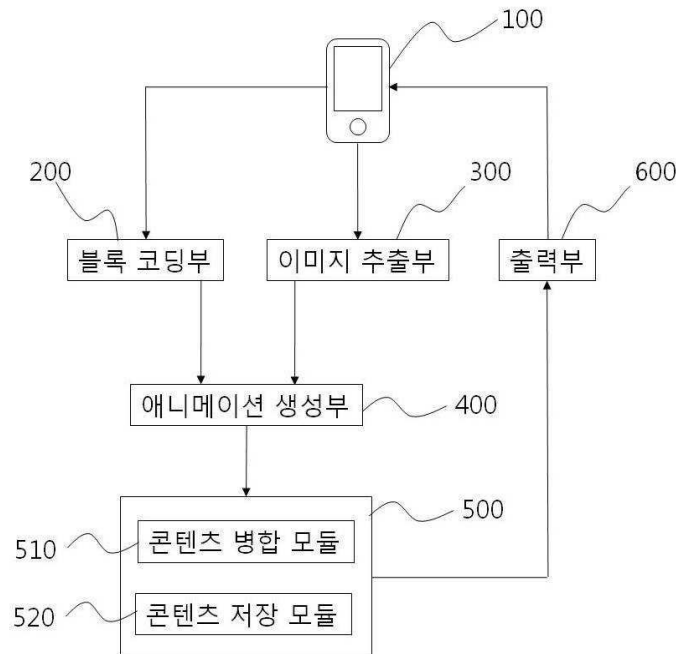 100
200
300
600
블록 코딩부
이미지 추출부
출력부
애니메이션 생성부
400
500
510
콘텐츠 병합 모듈
520
콘텐츠 저장 모듈